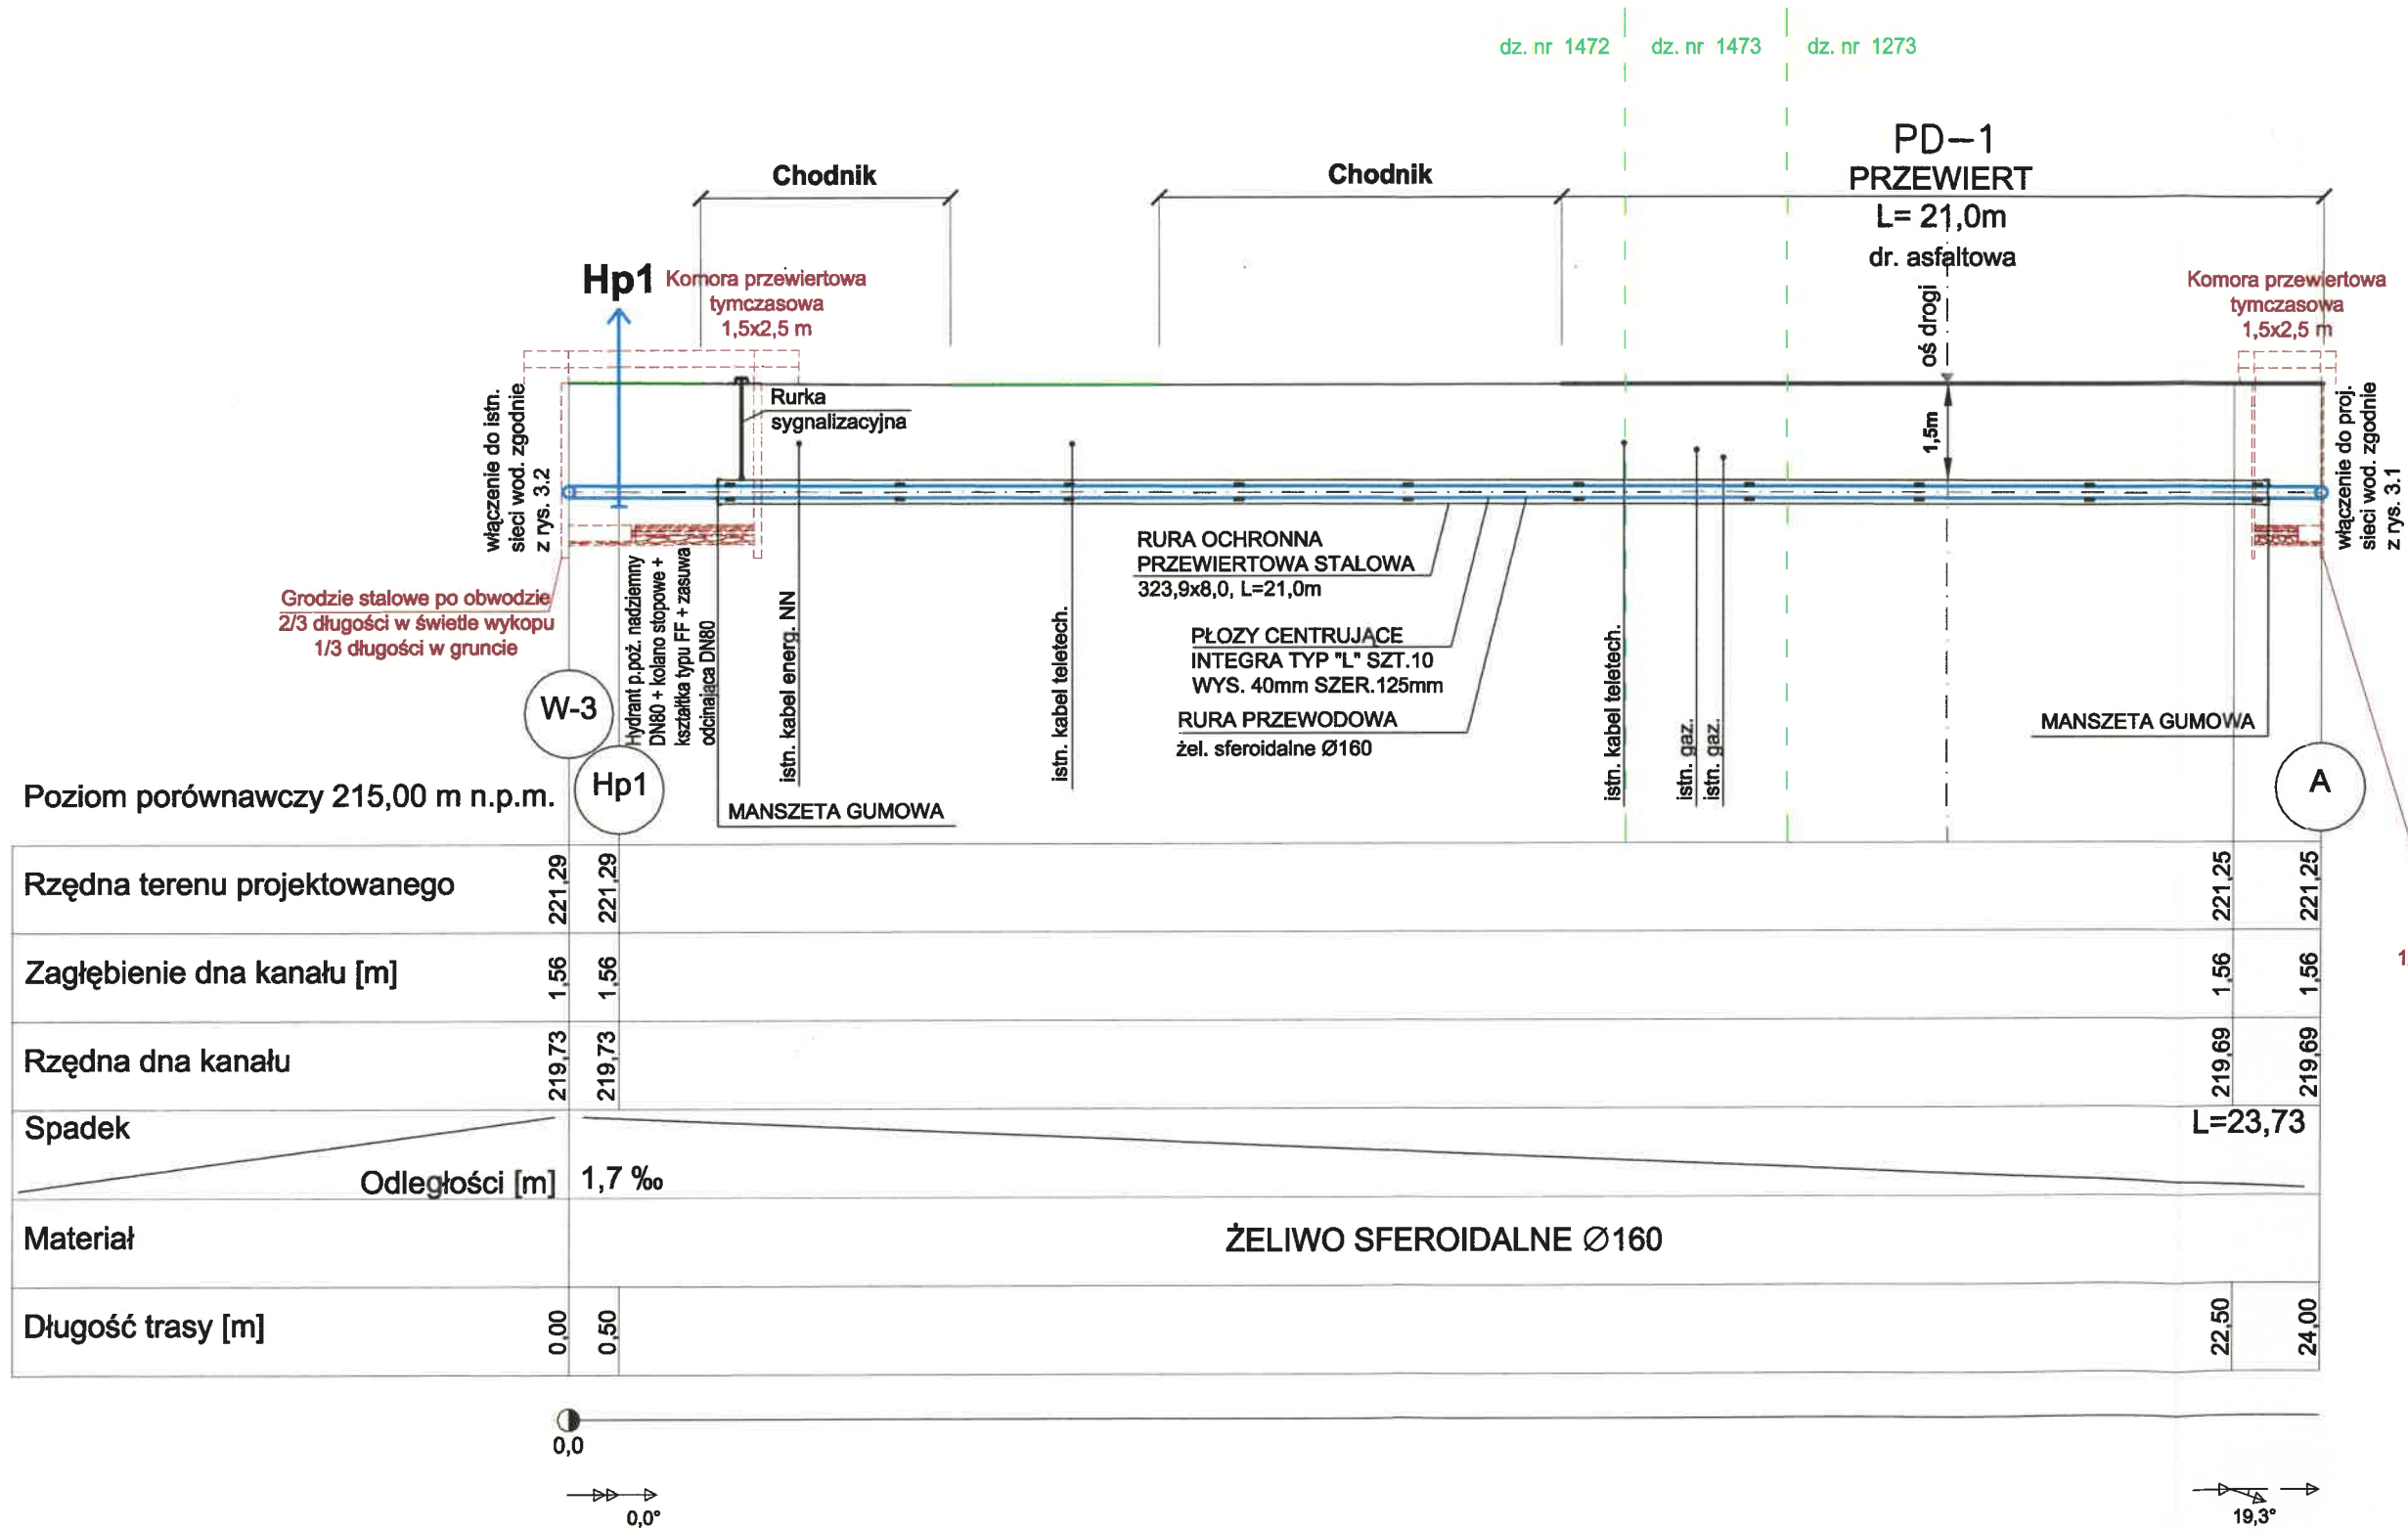 dz. nr 1472
dz. nr 1473
dz. nr 1273
PD-1
PRZEWIERT
L= 21,0m
dr. asfaltowa
Chodnik
Chodnik
Hp1
Komora przewiertowa
tymczasowa
1,5x2,5 m
oś drogi
Komora przewiertowa
tymczasowa
1,5x2,5 m
włączenie do istn.
sieci wod. zgodnie
z rys. 3.2
Rurka
sygnalizacyjna
1,5m
włączenie do proj.
sieci wod. zgodnie
z rys. 3.1
Grodzie stalowe po obwodzie
2/3 długości w świetle wykopu
1/3 długości w gruncie
Hydrant p.poż. nadziemny
DN80 + kolano stopowe +
kształtka typu FF + zasuwa
odcinająca DN80
istn. kabel energ. NN
istn. kabel teletech.
RURA OCHRONNA
PRZEWIERTOWA STALOWA
323,9x8,0, L=21,0m
PŁOZY CENTRUJĄCE
INTEGRA TYP "L" SZT.10
WYS. 40mm SZER.125mm
RURA PRZEWODOWA
żel. sferoidalne Ø160
istn. kabel teletech.
istn. gaz.
istn. gaz.
MANSZETA GUMOWA
W-3
Hp1
A
MANSZETA GUMOWA
Poziom porównawczy 215,00 m n.p.m.
Rzędna terenu projektowanego
221,29
221,29
221,25
221,25
Zagłębienie dna kanału [m]
1,56
1,56
1,56
1,56
1
Rzędna dna kanału
219,73
219,73
219,69
219,69
Spadek
L=23,73
Odległości [m]
1,7 ‰
Materiał
ŻELIWO SFEROIDALNE Ø160
Długość trasy [m]
0,00
0,50
22,50
24,00
0,0
0,0°
19,3°